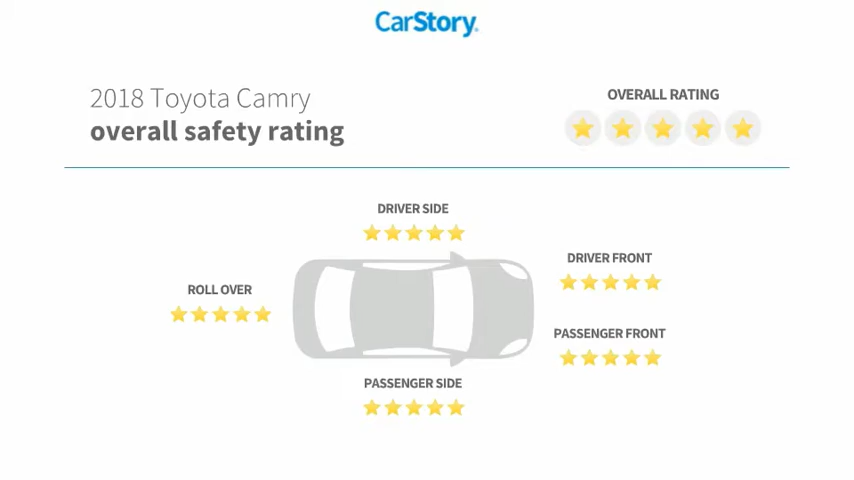 CarStory.
2018 Toyota Camry
overall safety rating
OVERALL RATING
DRIVER SIDE
DRIVER FRONT
ROLL OVER
PASSENGER FRONT
PASSENGER SIDE